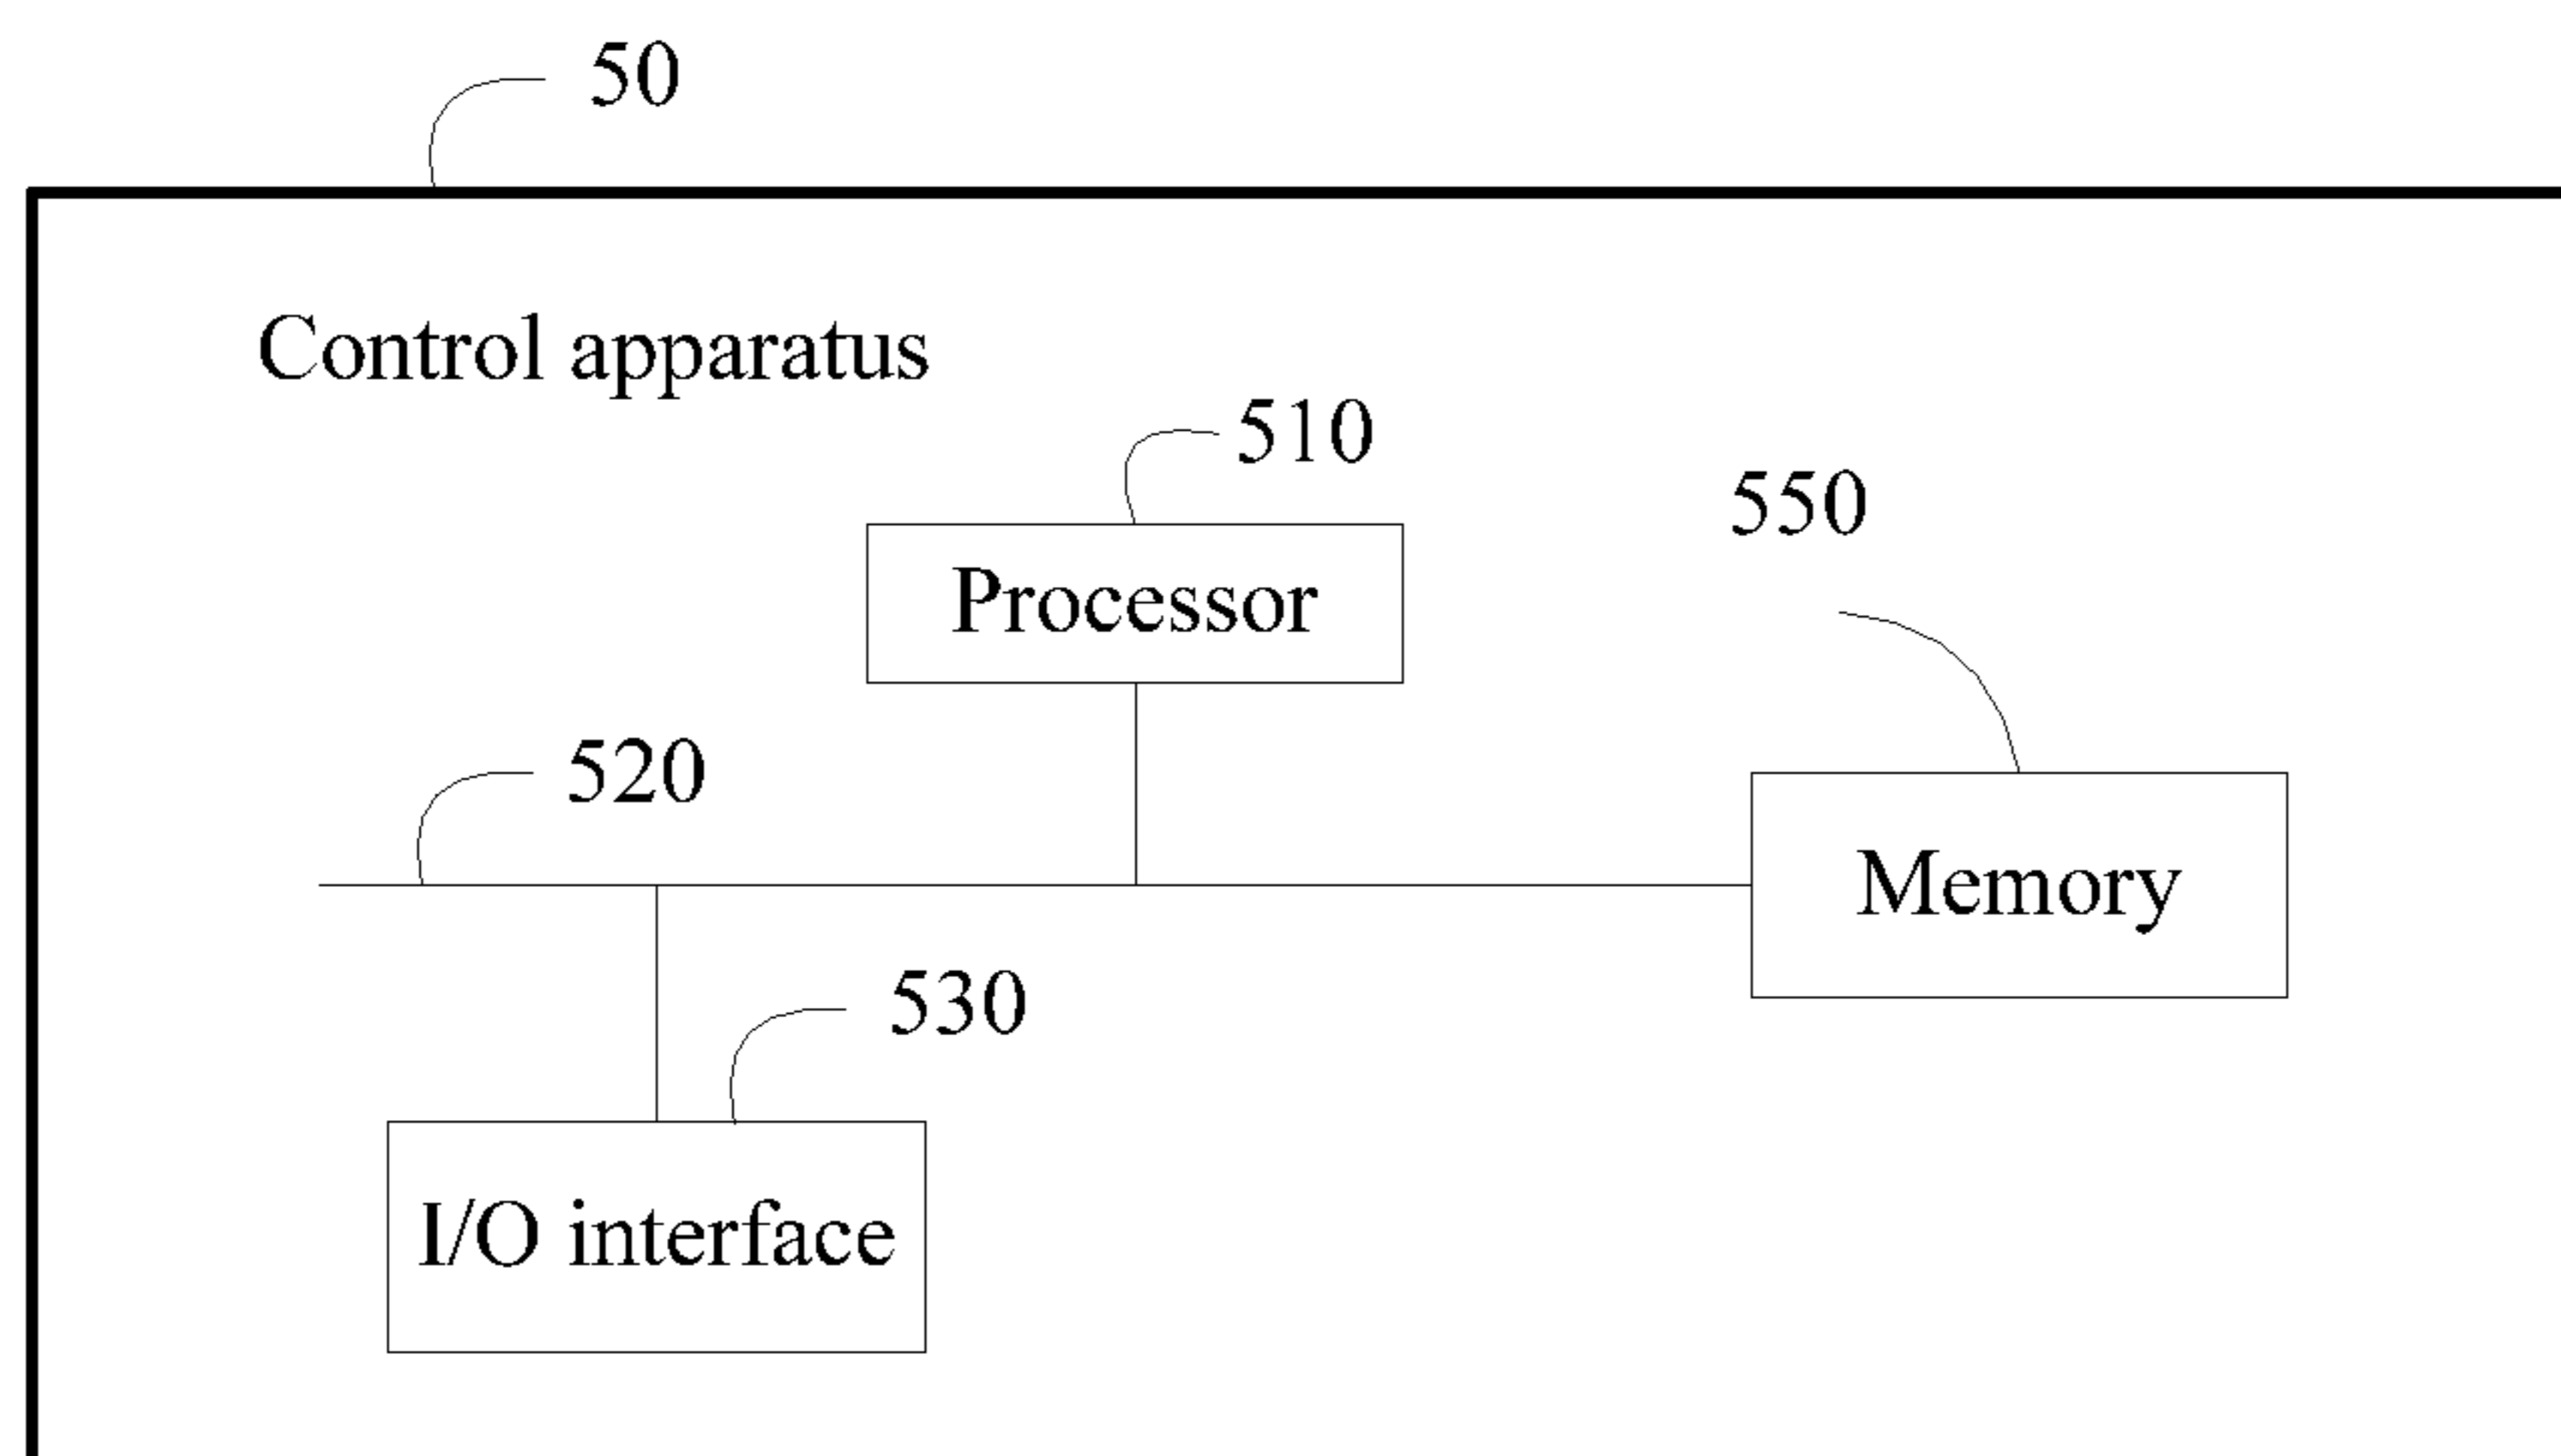 50
Control apparatus
510
550
Processor
520
Memory
530
I/O interface